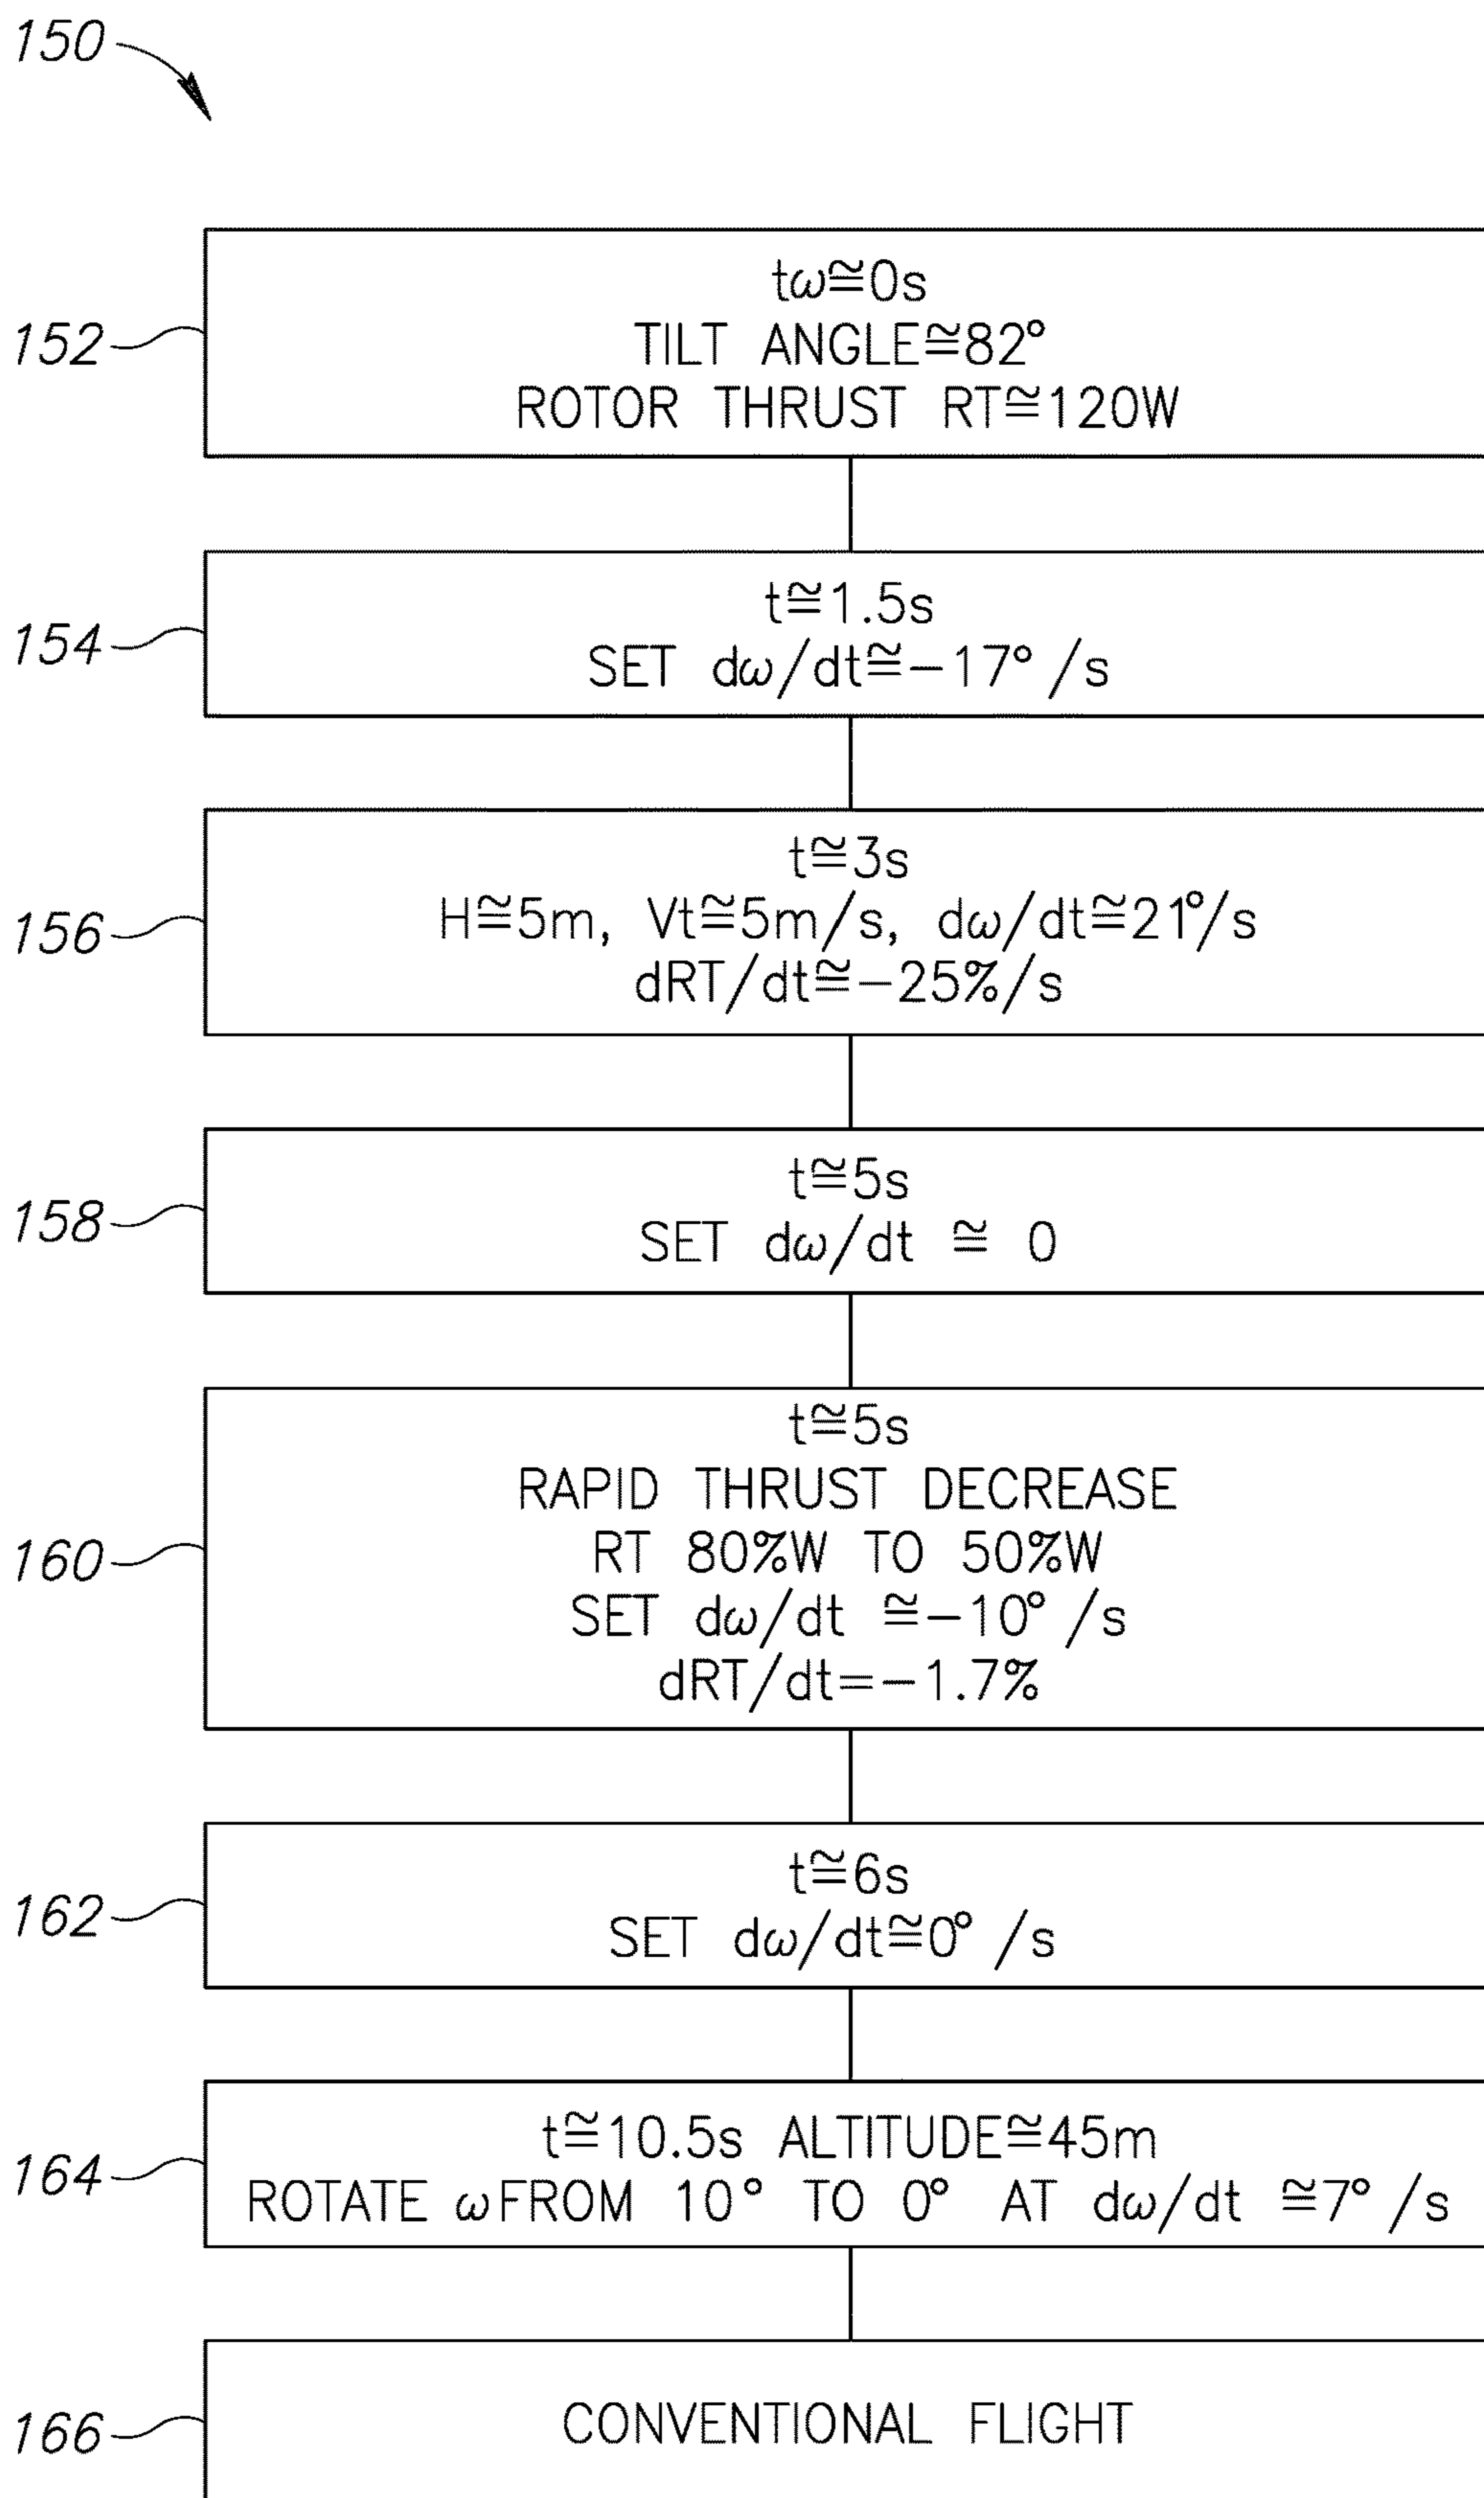 150
152
tω≅0s
TILT ANGLE≅82°
ROTOR THRUST RT≅120W
154
t≅1.5s
SET dω/dt≅-17°/s
156
t≅3s
H≅5m, Vt≅5m/s, dω/dt≅21°/s
dRT/dt≅-25%/s
158
t≅5s
SET dω/dt ≅ 0
160
t≅5s
RAPID THRUST DECREASE
RT 80%W TO 50%W
SET dω/dt ≅-10°/s
dRT/dt=-1.7%
162
t≅6s
SET dω/dt≅0°/s
164
t≅10.5s ALTITUDE≅45m
ROTATE ω FROM 10° TO 0° AT dω/dt ≅7°/s
166
CONVENTIONAL FLIGHT